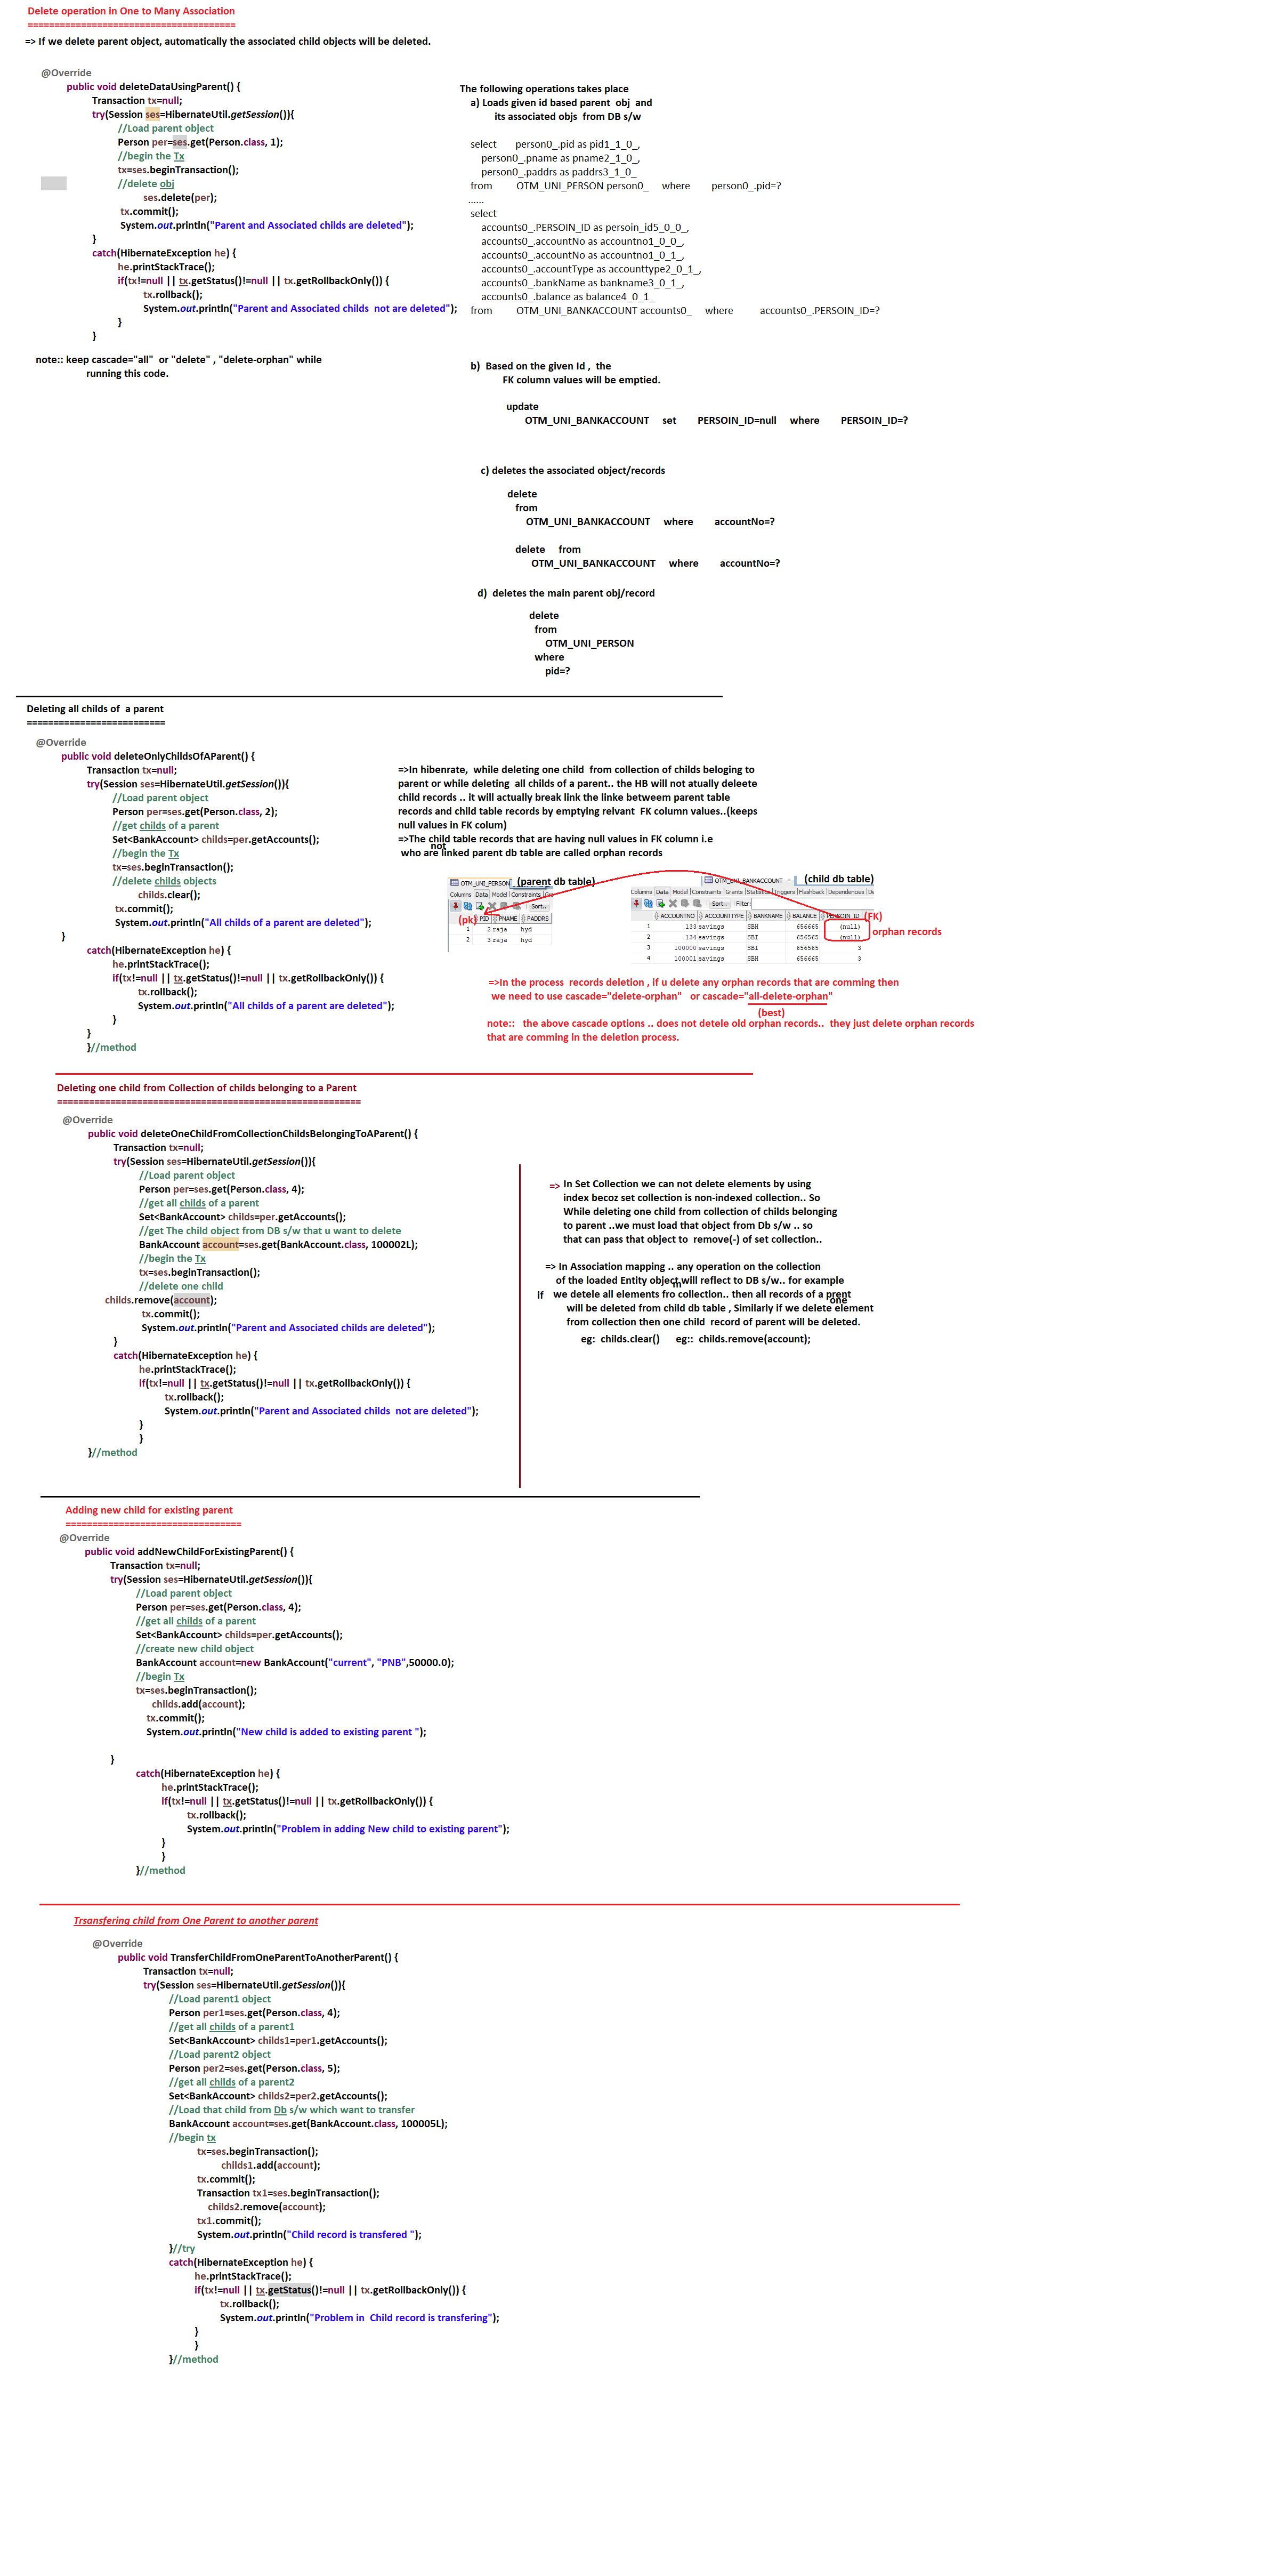 Delete operation in One to Many Association
=======================================
=> If we delete parent object, automatically the associated child objects will be deleted.
@Override
public void deleteDataUsingParent() {
Transaction tx=null;
try(Session ses=HibernateUtil.getSession()){
//Load parent object
Person per=ses.get(Person.class, 1);
//begin the Tx
tx=ses.beginTransaction();
//delete obj
ses.delete(per);
tx.commit();
System.out.println("Parent and Associated childs are deleted");
}
catch(HibernateException he) {
he.printStackTrace();
if(tx!=null || tx.getStatus()!=null || tx.getRollbackOnly()) {
tx.rollback();
System.out.println("Parent and Associated childs  not are deleted");
}
}
note:: keep cascade="all"  or "delete" , "delete-orphan" while
running this code.
The following operations takes place
a) Loads given id based parent  obj  and
its associated objs  from DB s/w
select       person0_.pid as pid1_1_0_,
person0_.pname as pname2_1_0_,
person0_.paddrs as paddrs3_1_0_
from         OTM_UNI_PERSON person0_     where        person0_.pid=?
......
select
accounts0_.PERSOIN_ID as persoin_id5_0_0_,
accounts0_.accountNo as accountno1_0_0_,
accounts0_.accountNo as accountno1_0_1_,
accounts0_.accountType as accounttype2_0_1_,
accounts0_.bankName as bankname3_0_1_,
accounts0_.balance as balance4_0_1_
from         OTM_UNI_BANKACCOUNT accounts0_     where          accounts0_.PERSOIN_ID=?
b)  Based on the given Id ,  the
FK column values will be emptied.
update
OTM_UNI_BANKACCOUNT     set        PERSOIN_ID=null     where        PERSOIN_ID=?
c) deletes the associated object/records
delete
from
OTM_UNI_BANKACCOUNT     where        accountNo=?
delete     from
OTM_UNI_BANKACCOUNT     where        accountNo=?
d)  deletes the main parent obj/record
delete
from
OTM_UNI_PERSON
where
pid=?
Deleting all childs of  a parent
==========================
@Override
public void deleteOnlyChildsOfAParent() {
Transaction tx=null;
try(Session ses=HibernateUtil.getSession()){
//Load parent object
Person per=ses.get(Person.class, 2);
//get childs of a parent
Set<BankAccount> childs=per.getAccounts();
//begin the Tx
tx=ses.beginTransaction();
//delete childs objects
childs.clear();
tx.commit();
System.out.println("All childs of a parent are deleted");
}
catch(HibernateException he) {
he.printStackTrace();
if(tx!=null || tx.getStatus()!=null || tx.getRollbackOnly()) {
tx.rollback();
System.out.println("All childs of a parent are deleted");
}
}
}//method
=>In hibenrate,  while deleting one child  from collection of childs beloging to
parent or while deleting  all childs of a parent.. the HB will not atually deleete
child records .. it will actually break link the linke betweem parent table
records and child table records by emptying relvant  FK column values..(keeps
null values in FK colum)
=>The child table records that are having null values in FK column i.e
not
who are linked parent db table are called orphan records
OTM_UNI_PERSON (parent db table)
Columns Data Model Constraints
Sort..
(pk) PID PNAME PADDRS
1 2 raja hyd
2 3 raja hyd
OTM_UNI_BANKACCOUNT (child db table)
Columns Data Model Constraints Grants Statistics Triggers Flashback Dependencies De
Sort.. Filter:
ACCOUNTNO ACCOUNTTYPE BANKNAME BALANCE PERSOIN_ID (FK)
1 133 savings SBH 656665 (null)
2 134 savings SBI 656565 (null)
3 100000 savings SBI 656565 3
4 100001 savings SBH 656665 3
orphan records
=>In the process  records deletion , if u delete any orphan records that are comming then
we need to use cascade="delete-orphan"   or cascade="all-delete-orphan"
(best)
note::   the above cascade options .. does not detele old orphan records..  they just delete orphan records
that are comming in the deletion process.
Deleting one child from Collection of childs belonging to a Parent
=========================================================
@Override
public void deleteOneChildFromCollectionChildsBelongingToAParent() {
Transaction tx=null;
try(Session ses=HibernateUtil.getSession()){
//Load parent object
Person per=ses.get(Person.class, 4);
//get all childs of a parent
Set<BankAccount> childs=per.getAccounts();
//get The child object from DB s/w that u want to delete
BankAccount account=ses.get(BankAccount.class, 100002L);
//begin the Tx
tx=ses.beginTransaction();
//delete one child
childs.remove(account);
tx.commit();
System.out.println("Parent and Associated childs are deleted");
}
catch(HibernateException he) {
he.printStackTrace();
if(tx!=null || tx.getStatus()!=null || tx.getRollbackOnly()) {
tx.rollback();
System.out.println("Parent and Associated childs  not are deleted");
}
}
}//method
=> In Set Collection we can not delete elements by using
index becoz set collection is non-indexed collection.. So
While deleting one child from collection of childs belonging
to parent ..we must load that object from Db s/w .. so
that can pass that object to  remove(-) of set collection..
=> In Association mapping .. any operation on the collection
of the loaded Entity object will reflect to DB s/w.. for example
m
if   we detele all elements fro collection.. then all records of a prent
one
will be deleted from child db table , Similarly if we delete element
from collection then one child  record of parent will be deleted.
eg:  childs.clear()      eg::  childs.remove(account);
Adding new child for existing parent
=================================
@Override
public void addNewChildForExistingParent() {
Transaction tx=null;
try(Session ses=HibernateUtil.getSession()){
//Load parent object
Person per=ses.get(Person.class, 4);
//get all childs of a parent
Set<BankAccount> childs=per.getAccounts();
//create new child object
BankAccount account=new BankAccount("current", "PNB",50000.0);
//begin Tx
tx=ses.beginTransaction();
childs.add(account);
tx.commit();
System.out.println("New child is added to existing parent ");
}
catch(HibernateException he) {
he.printStackTrace();
if(tx!=null || tx.getStatus()!=null || tx.getRollbackOnly()) {
tx.rollback();
System.out.println("Problem in adding New child to existing parent");
}
}
}//method
Trsansfering child from One Parent to another parent
@Override
public void TransferChildFromOneParentToAnotherParent() {
Transaction tx=null;
try(Session ses=HibernateUtil.getSession()){
//Load parent1 object
Person per1=ses.get(Person.class, 4);
//get all childs of a parent1
Set<BankAccount> childs1=per1.getAccounts();
//Load parent2 object
Person per2=ses.get(Person.class, 5);
//get all childs of a parent2
Set<BankAccount> childs2=per2.getAccounts();
//Load that child from Db s/w which want to transfer
BankAccount account=ses.get(BankAccount.class, 100005L);
//begin tx
tx=ses.beginTransaction();
childs1.add(account);
tx.commit();
Transaction tx1=ses.beginTransaction();
childs2.remove(account);
tx1.commit();
System.out.println("Child record is transfered ");
}//try
catch(HibernateException he) {
he.printStackTrace();
if(tx!=null || tx.getStatus()!=null || tx.getRollbackOnly()) {
tx.rollback();
System.out.println("Problem in  Child record is transfering");
}
}
}//method